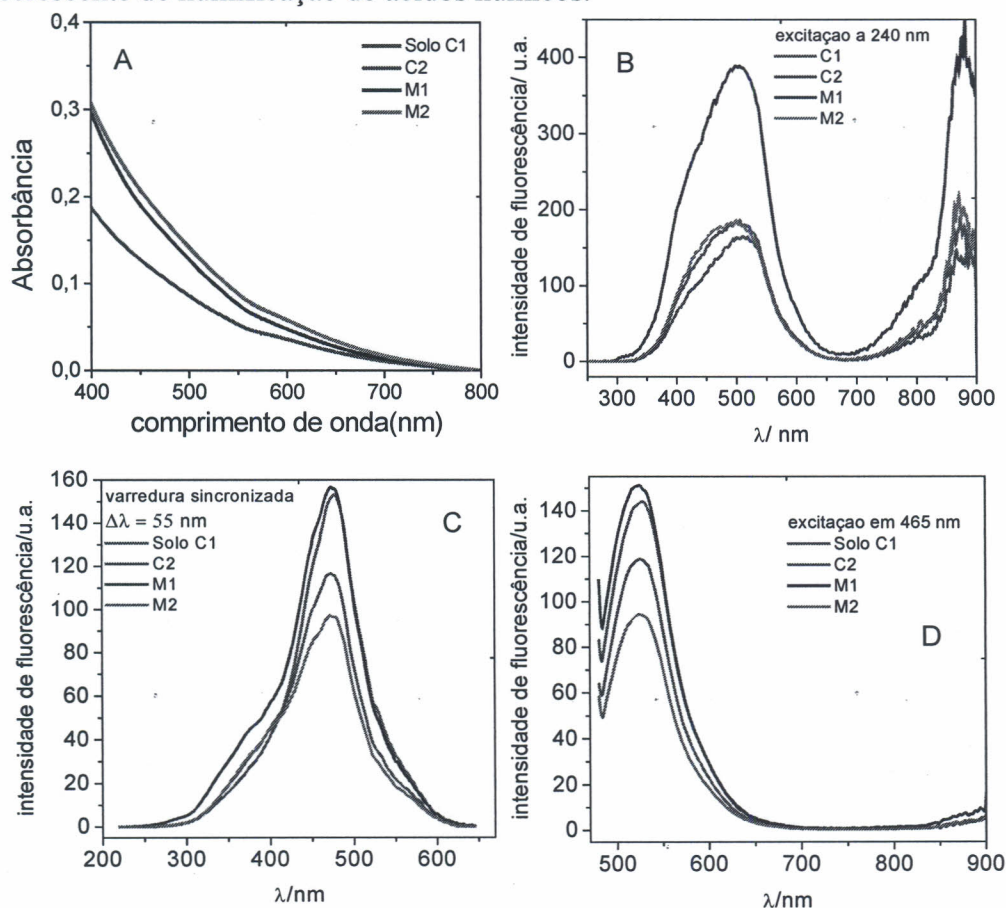 de humificação de ácidos húmicos.
A
Solo C1
C2
M1
M2
0,3
0,2
0,1
0,0
400
500
600
700
800
Absorbância
comprimento de onda(nm)
B
excitaçao a 240 nm
C1
C2
M1
M2
400
300
200
100
0
300
400
500
600
700
800
900
intensidade de fluorescência/ u.a.
λ/ nm
C
varredura sincronizada
Δλ = 55 nm
Solo C1
C2
M1
M2
160
140
120
100
80
60
40
20
0
200
300
400
500
600
intensidade de fluorescência/u.a.
λ/nm
D
excitaçao em 465 nm
Solo C1
C2
M1
M2
140
120
100
80
60
40
20
0
500
600
700
800
900
intensidade de fluorescência/u.a.
λ/nm